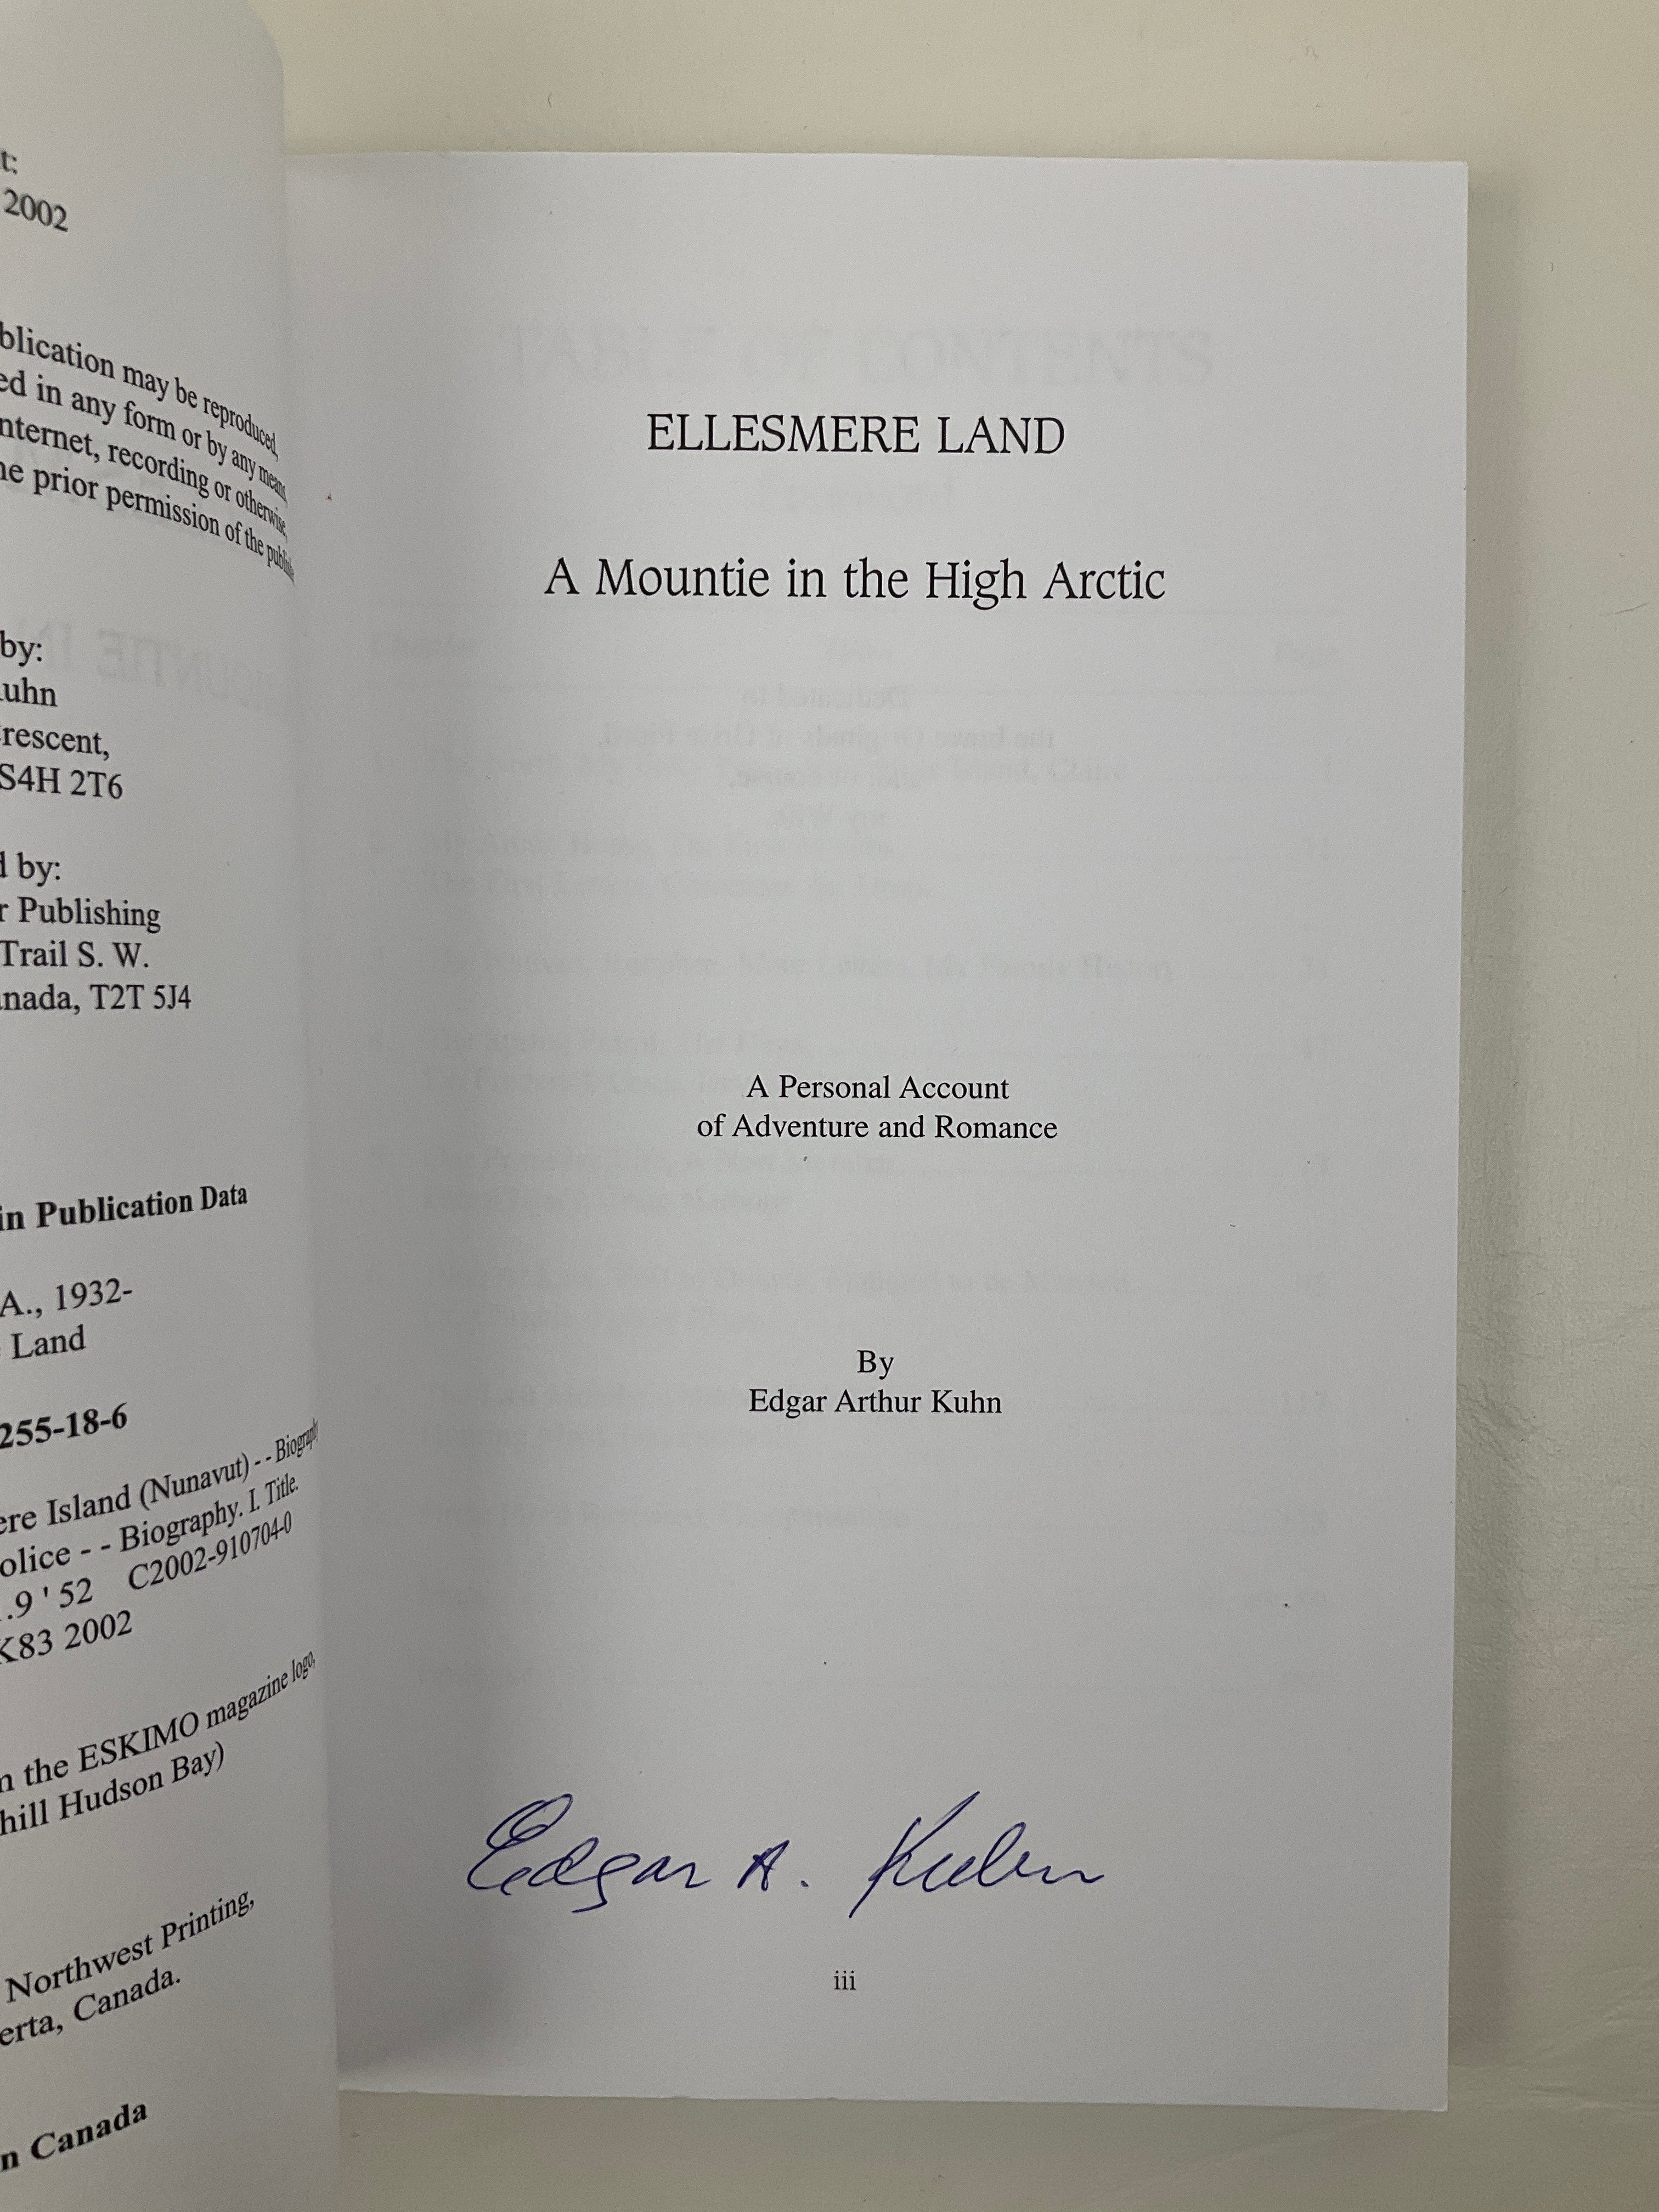 t:
2002
blication may be reproduced,
ed in any form or by any means,
nternet, recording or otherwise,
he prior permission of the publish
by:
uhn
rescent,
S4H 2T6
d by:
r Publishing
Trail S. W.
nada, T2T 5J4
in Publication Data
A., 1932-
Land
255-18-6
ere Island (Nunavut) - - Biography
olice - - Biography. I. Title.
.9 ' 52 C2002-910704-0
K83 2002
n the ESKIMO magazine logo,
hill Hudson Bay)
Northwest Printing,
erta, Canada.
n Canada
ELLESMERE LAND
A Mountie in the High Arctic
A Personal Account
of Adventure and Romance
By
Edgar Arthur Kuhn
Edgar A. Kuhn
iii